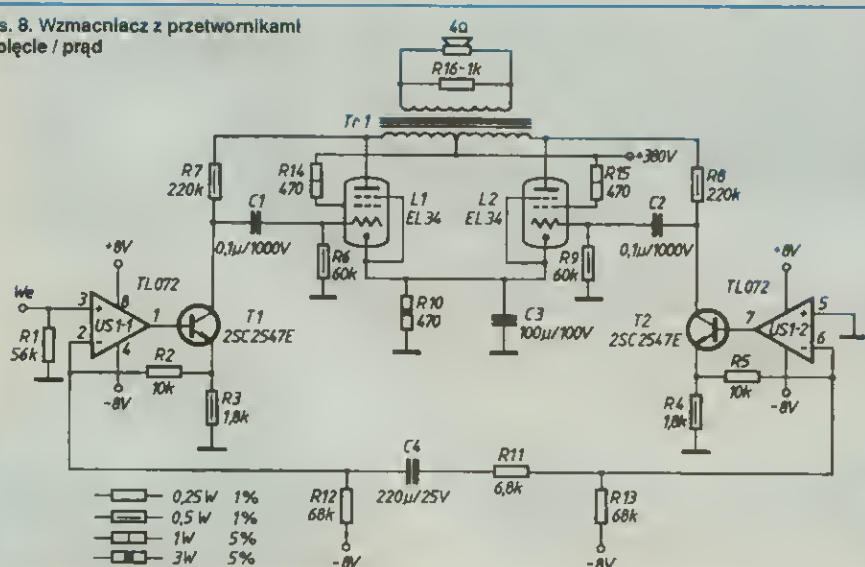 s. 8. Wzmacniacz z przetwornikami
pięcie / prąd
4Ω
R16-1k
Tr 1
+380V
R7
220k
R14
470
R15
470
R8
220k
C1
0,1μ/1000V
L1
EL34
L2
EL34
C2
0,1μ/1000V
R6
60k
R9
60k
+8V
TL072
We
3
8
US1-1
1
2
4
-8V
R1
56k
T1
2SC2547E
R2
10k
R3
1,8k
R10
470
C3
100μ/100V
T2
2SC2547E
TL072
+8V
5
7
US1-2
6
-8V
R5
10k
R4
1,8k
C4
220μ/25V
R11
6,8k
R12
68k
-8V
R13
68k
-8V
0,25W 1%
0,5W 1%
1W 5%
3W 5%